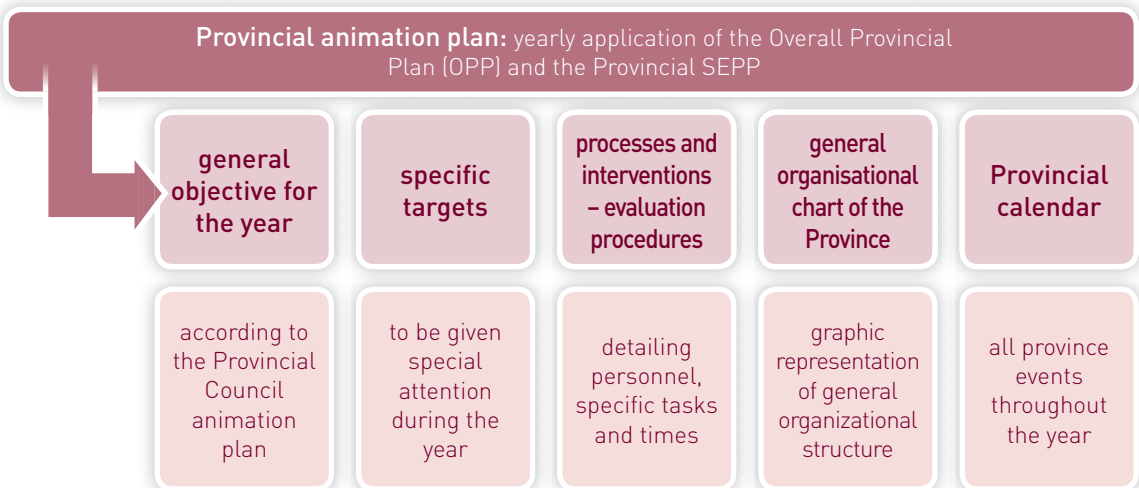 Provincial animation plan: yearly application of the Overall Provincial
Plan (OPP) and the Provincial SEPP
general
objective for
the year
specific
targets
processes and
interventions
– evaluation
procedures
general
organisational
chart of the
Province
Provincial
calendar
according to
the Provincial
Council
animation
plan
to be given
special
attention
during the
year
detailing
personnel,
specific tasks
and times
graphic
representation
of general
organizational
structure
all province
events
throughout
the year